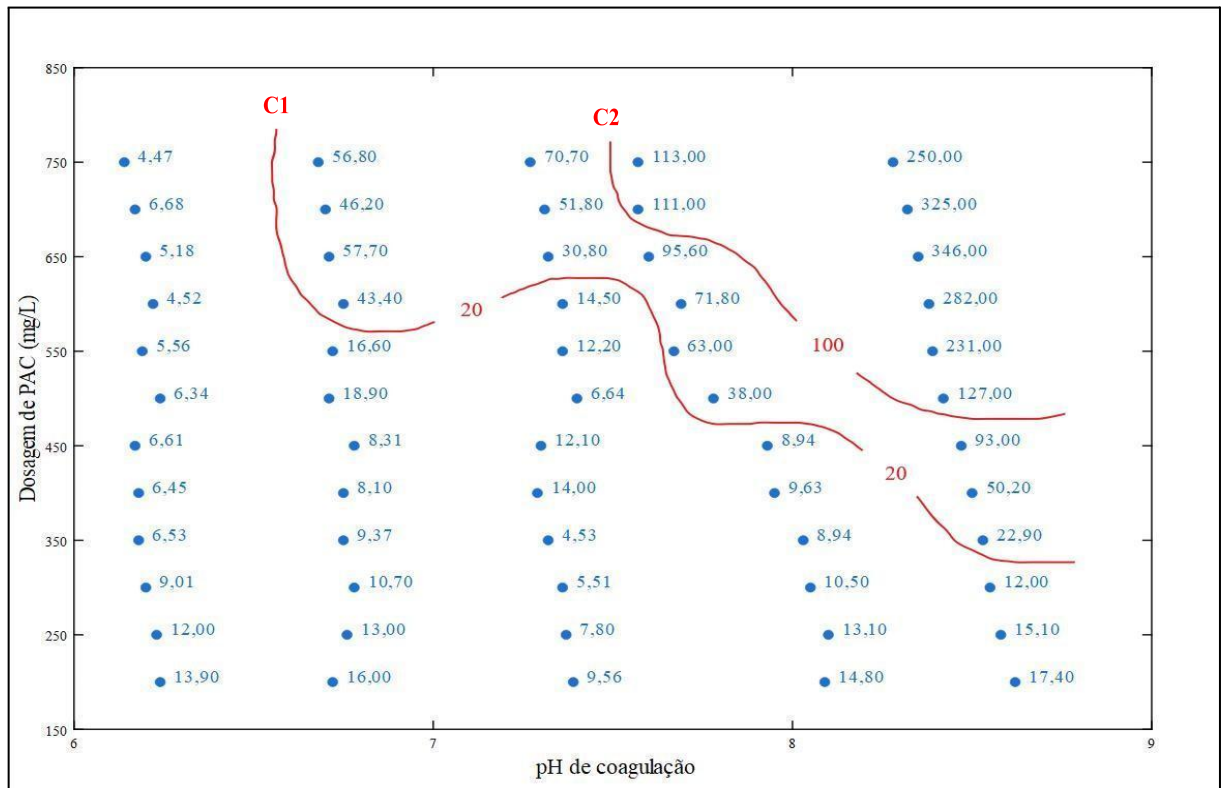 C1
C2
850
750
650
550
450
350
250
150
Dosagem de PAC (mg/L)
4,47 56,80 70,70 113,00 250,00
6,68 46,20 51,80 111,00 325,00
5,18 57,70 30,80 95,60 346,00
4,52 43,40 14,50 71,80 282,00
20
100
5,56 16,60 12,20 63,00 231,00
6,34 18,90 6,64 38,00 127,00
6,61 8,31 12,10 8,94 93,00
20
6,45 8,10 14,00 9,63 50,20
6,53 9,37 4,53 8,94 22,90
9,01 10,70 5,51 10,50 12,00
12,00 13,00 7,80 13,10 15,10
13,90 16,00 9,56 14,80 17,40
6 7 8 9
pH de coagulação